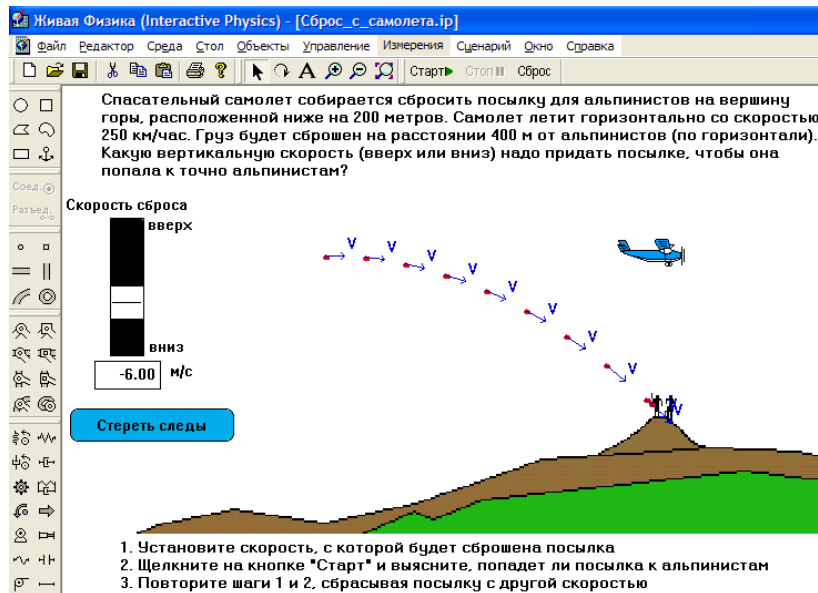 Живая Физика (Interactive Physics) - [Сброс_с_самолета.ip]
Файл Редактор Среда Стол Объекты Управление Измерения Сценарий Окно Справка
Старт Стоп Сброс
Спасательный самолет собирается сбросить посылку для альпинистов на вершину
горы, расположенной ниже на 200 метров. Самолет летит горизонтально со скоростью
250 км/час. Груз будет сброшен на расстоянии 400 м от альпинистов (по горизонтали).
Какую вертикальную скорость (вверх или вниз) надо придать посылке, чтобы она
попала к точно альпинистам?
Соед.
Разъед.
Скорость сброса
вверх
вниз
-6.00 м/с
Стереть следы
V
V
V
V
V
V
V
V
V
1. Установите скорость, с которой будет сброшена посылка
2. Щелкните на кнопке "Старт" и выясните, попадет ли посылка к альпинистам
3. Повторите шаги 1 и 2, сбрасывая посылку с другой скоростью